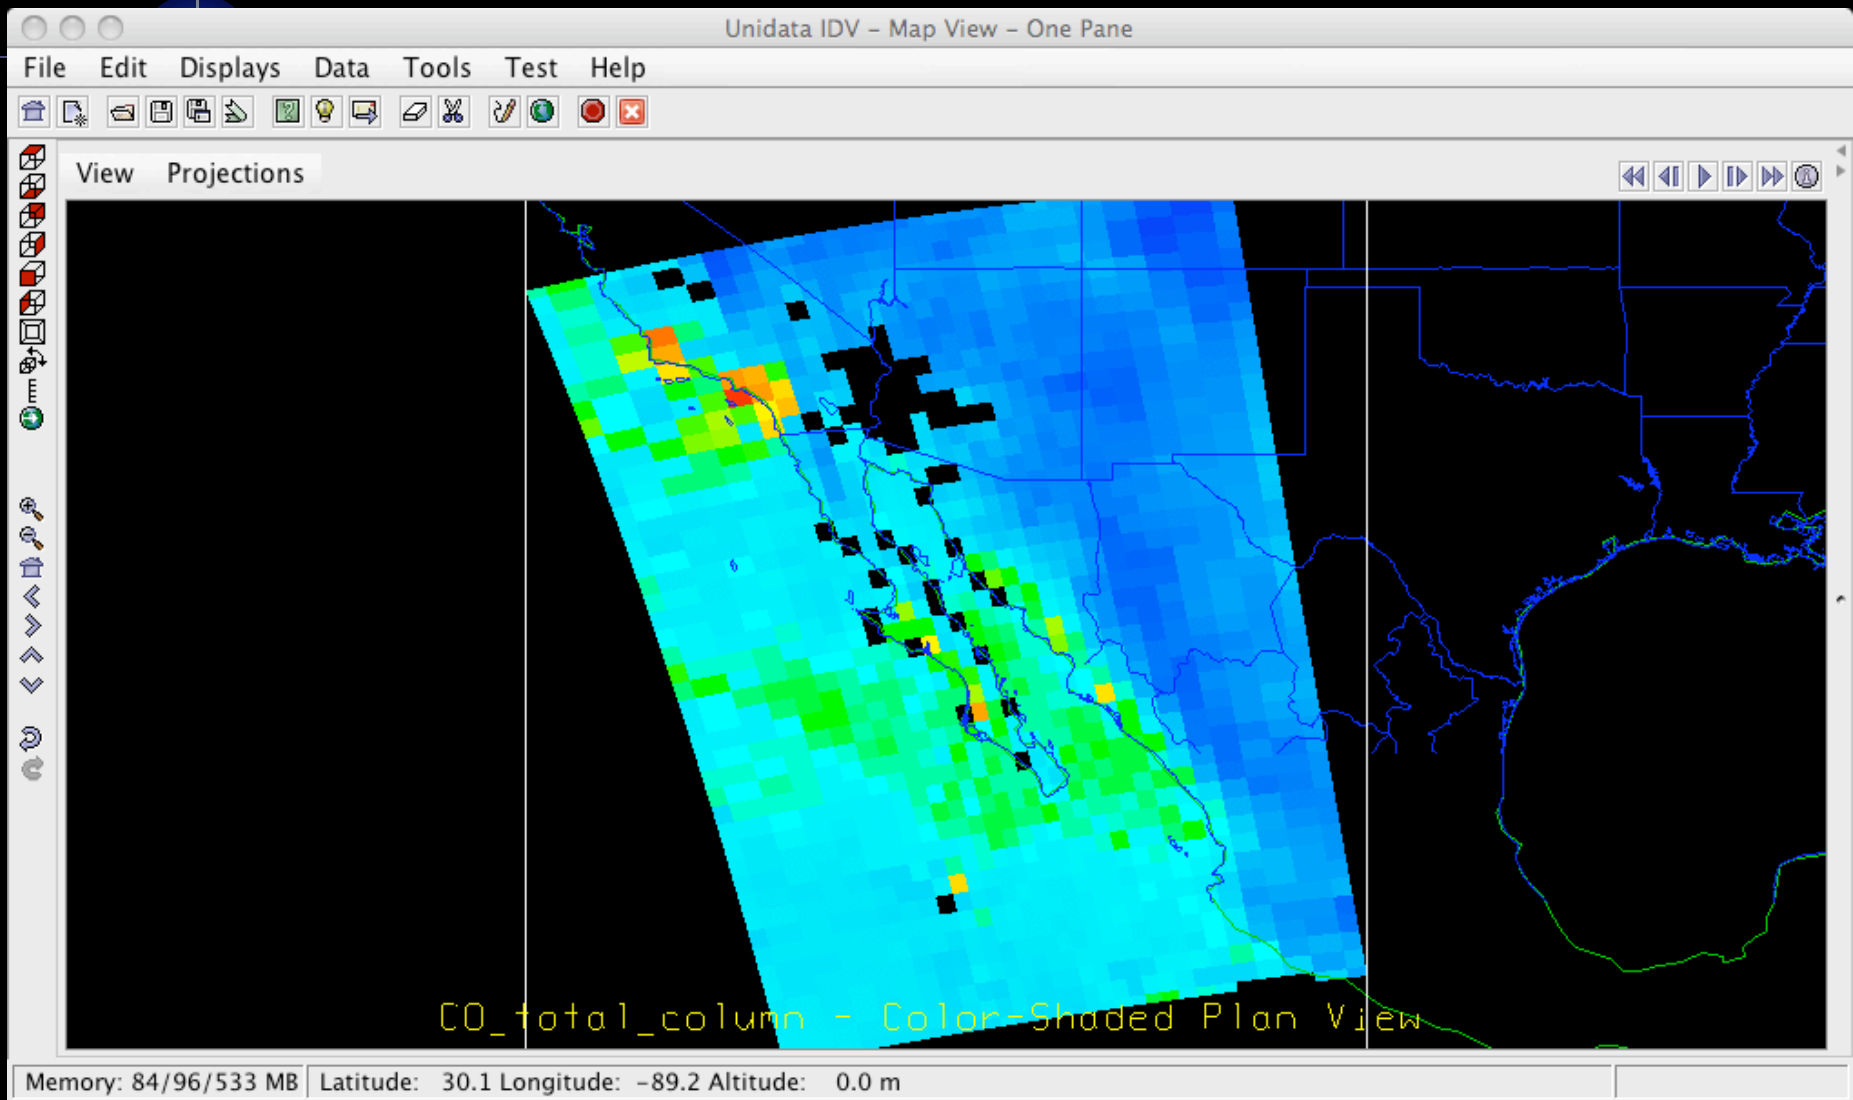 Unidata IDV – Map View – One Pane
File Edit Displays Data Tools Test Help
View Projections
CO_total_column - Color-Shaded Plan View
Memory: 84/96/533 MB Latitude: 30.1 Longitude: -89.2 Altitude: 0.0 m